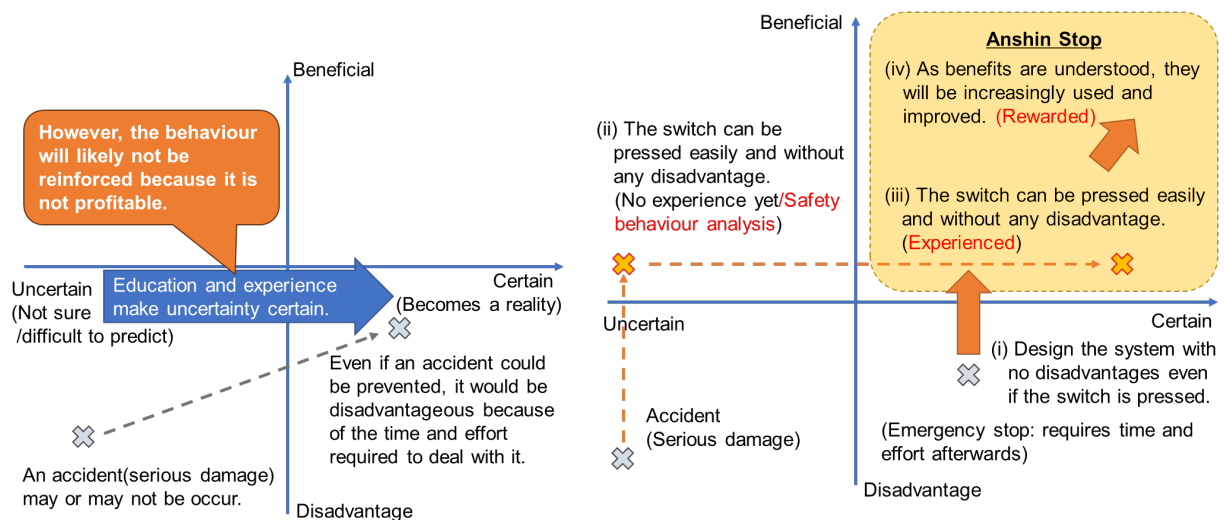 Beneficial
However, the behaviour
will likely not be
reinforced because it is
not profitable.
Uncertain
(Not sure
/difficult to predict)
Education and experience
make uncertainty certain.
Certain
(Becomes a reality)
Even if an accident could
be prevented, it would be
disadvantageous because
of the time and effort
required to deal with it.
An accident(serious damage)
may or may not be occur.
Disadvantage
Beneficial
Anshin Stop
(iv) As benefits are understood, they
will be increasingly used and
improved. (Rewarded)
(ii) The switch can be
pressed easily and without
any disadvantage.
(No experience yet/Safety
behaviour analysis)
(iii) The switch can be pressed easily
and without any disadvantage.
(Experienced)
Uncertain
Certain
(i) Design the system with
no disadvantages even
if the switch is pressed.
Accident
(Serious damage)
(Emergency stop: requires time and
effort afterwards)
Disadvantage